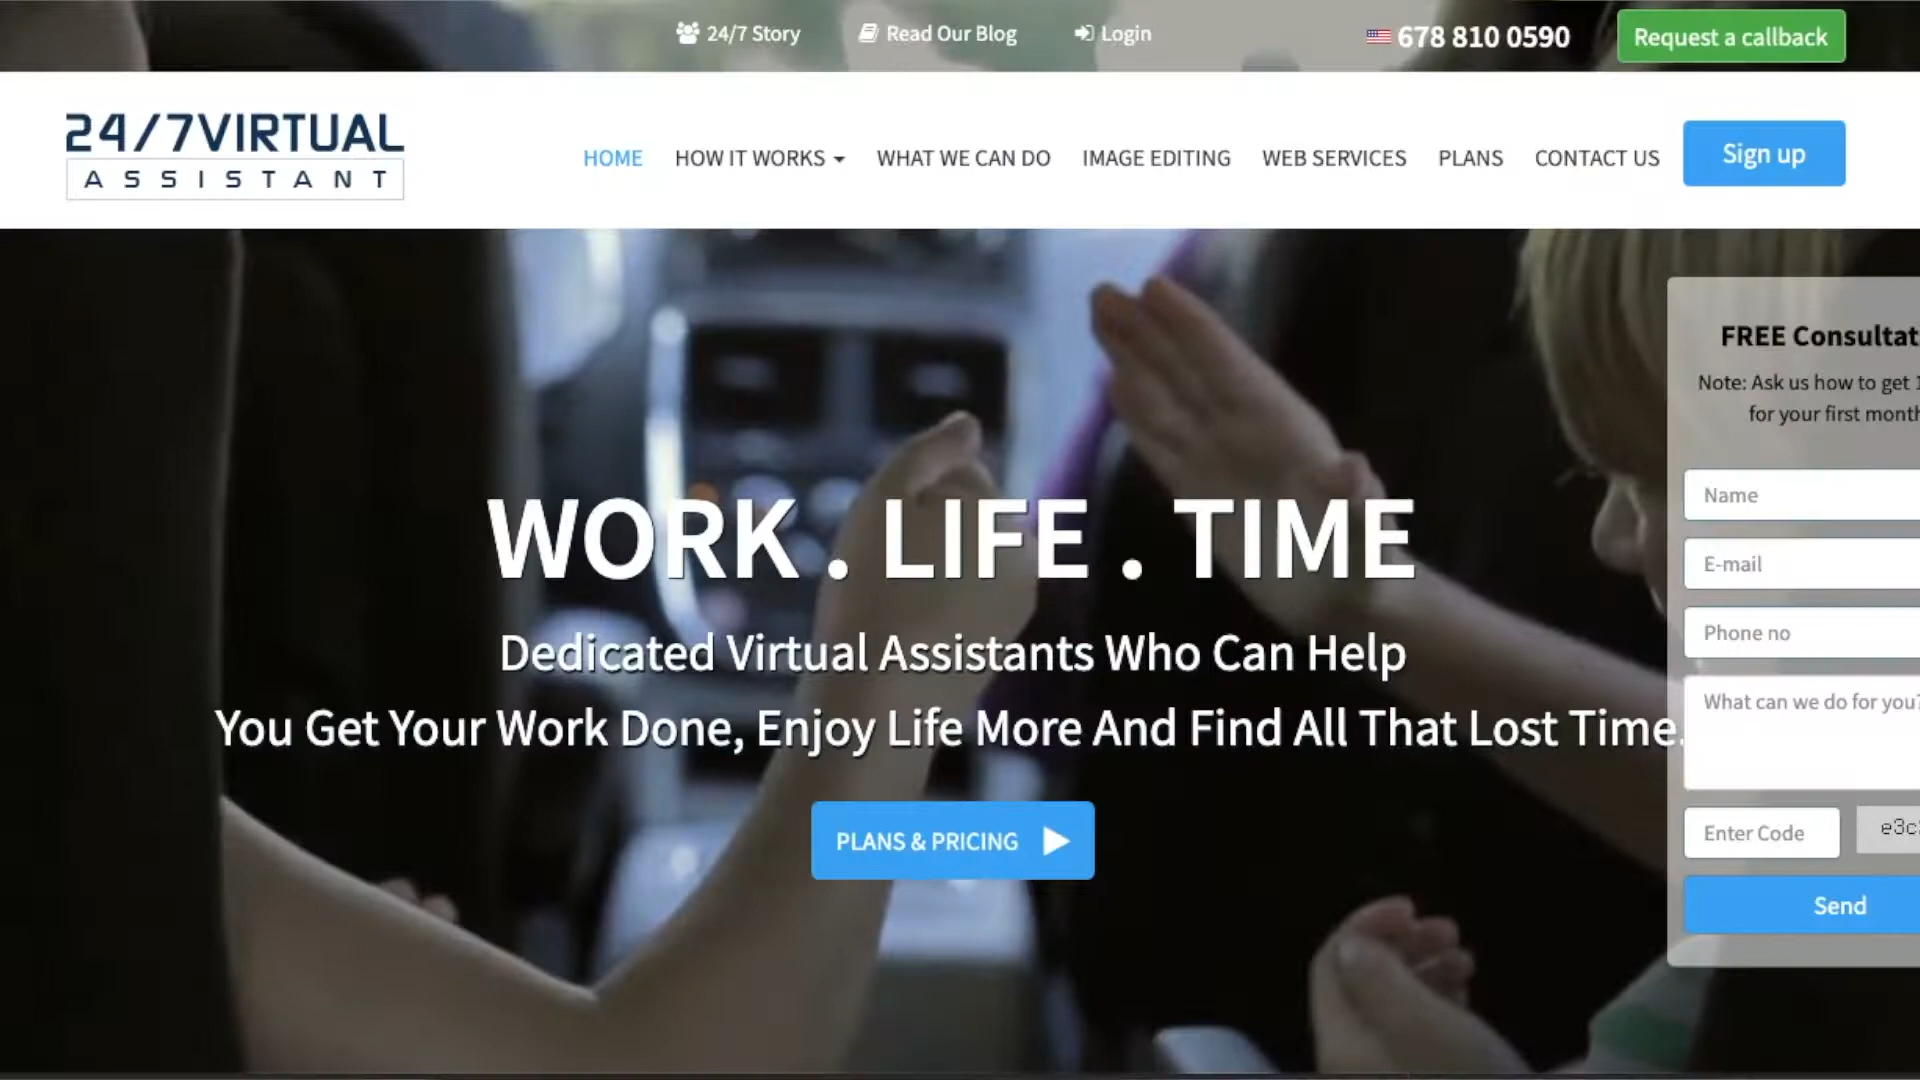 24/7 Story
Read Our Blog
Login
678 810 0590
Request a callback
24/7VIRTUAL
ASSISTANT
HOME
HOW IT WORKS
WHAT WE CAN DO
IMAGE EDITING
WEB SERVICES
PLANS
CONTACT US
Sign up
WORK . LIFE . TIME
Dedicated Virtual Assistants Who Can Help
You Get Your Work Done, Enjoy Life More And Find All That Lost Time.
PLANS & PRICING
FREE
Note: Ask us how to get
for your first month
Name
E-mail
Phone no
What can we do for you?
Enter Code
Send